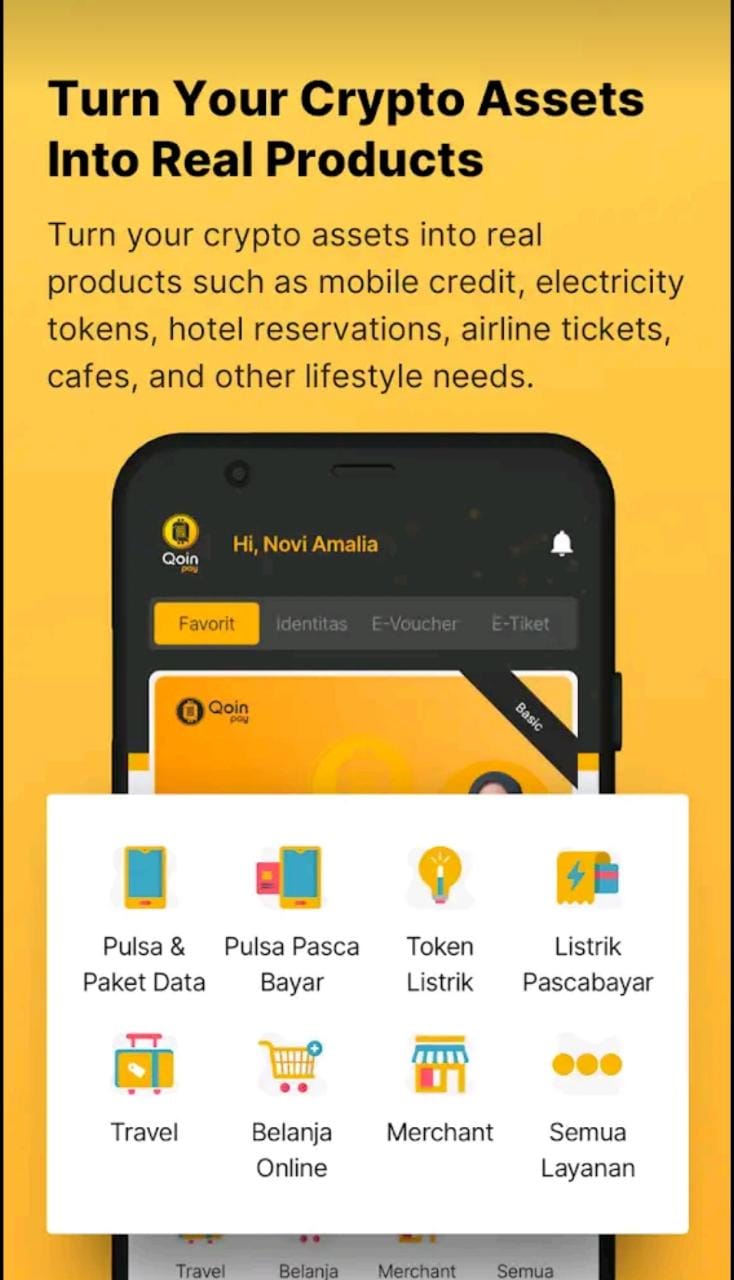 Turn Your Crypto Assets
Into Real Products
Turn your crypto assets into real
products such as mobile credit, electricity
tokens, hotel reservations, airline tickets,
cafes, and other lifestyle needs.
Qoin
pay
Hi, Novi Amalia
Favorit Identitas E-Voucher E-Tiket
Qoin
pay
Basic
Pulsa & Pulsa Pasca Token Listrik
Paket Data Bayar Listrik Pascabayar
Travel Belanja Merchant Semua
Online Layanan
Travel Belanja Merchant Semua